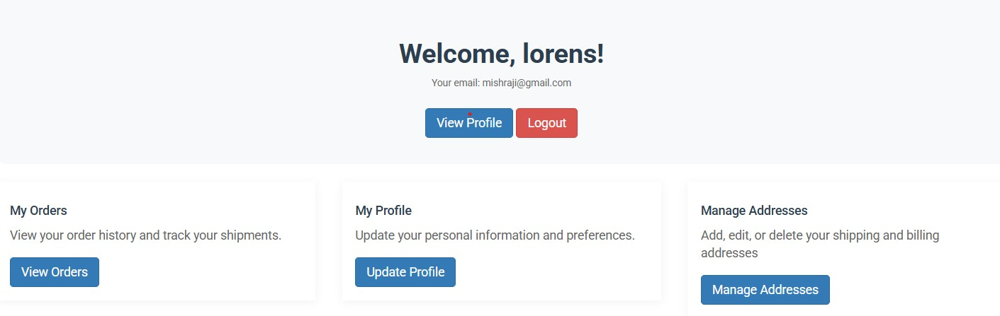 Welcome, lorens!
Your email: mishraji@gmail.com
View Profile Logout
My Orders
View your order history and track your shipments.
View Orders
My Profile
Update your personal information and preferences.
Update Profile
Manage Addresses
Add, edit, or delete your shipping and billing
addresses
Manage Addresses